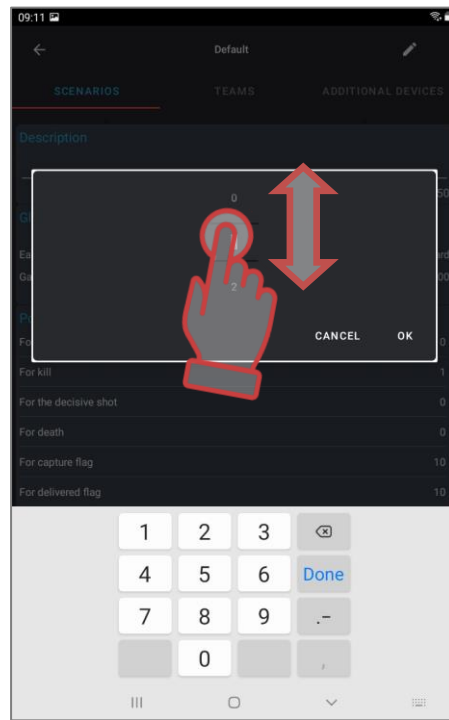 09:11
Default
SCENARIOS TEAMS ADDITIONAL DEVICES
Description
50
0
2
CANCEL OK
0
For kill 1
For the decisive shot 0
For death 0
For capture flag 10
For delivered flag 10
1 2 3
4 5 6 Done
7 8 9 .-
0 ,